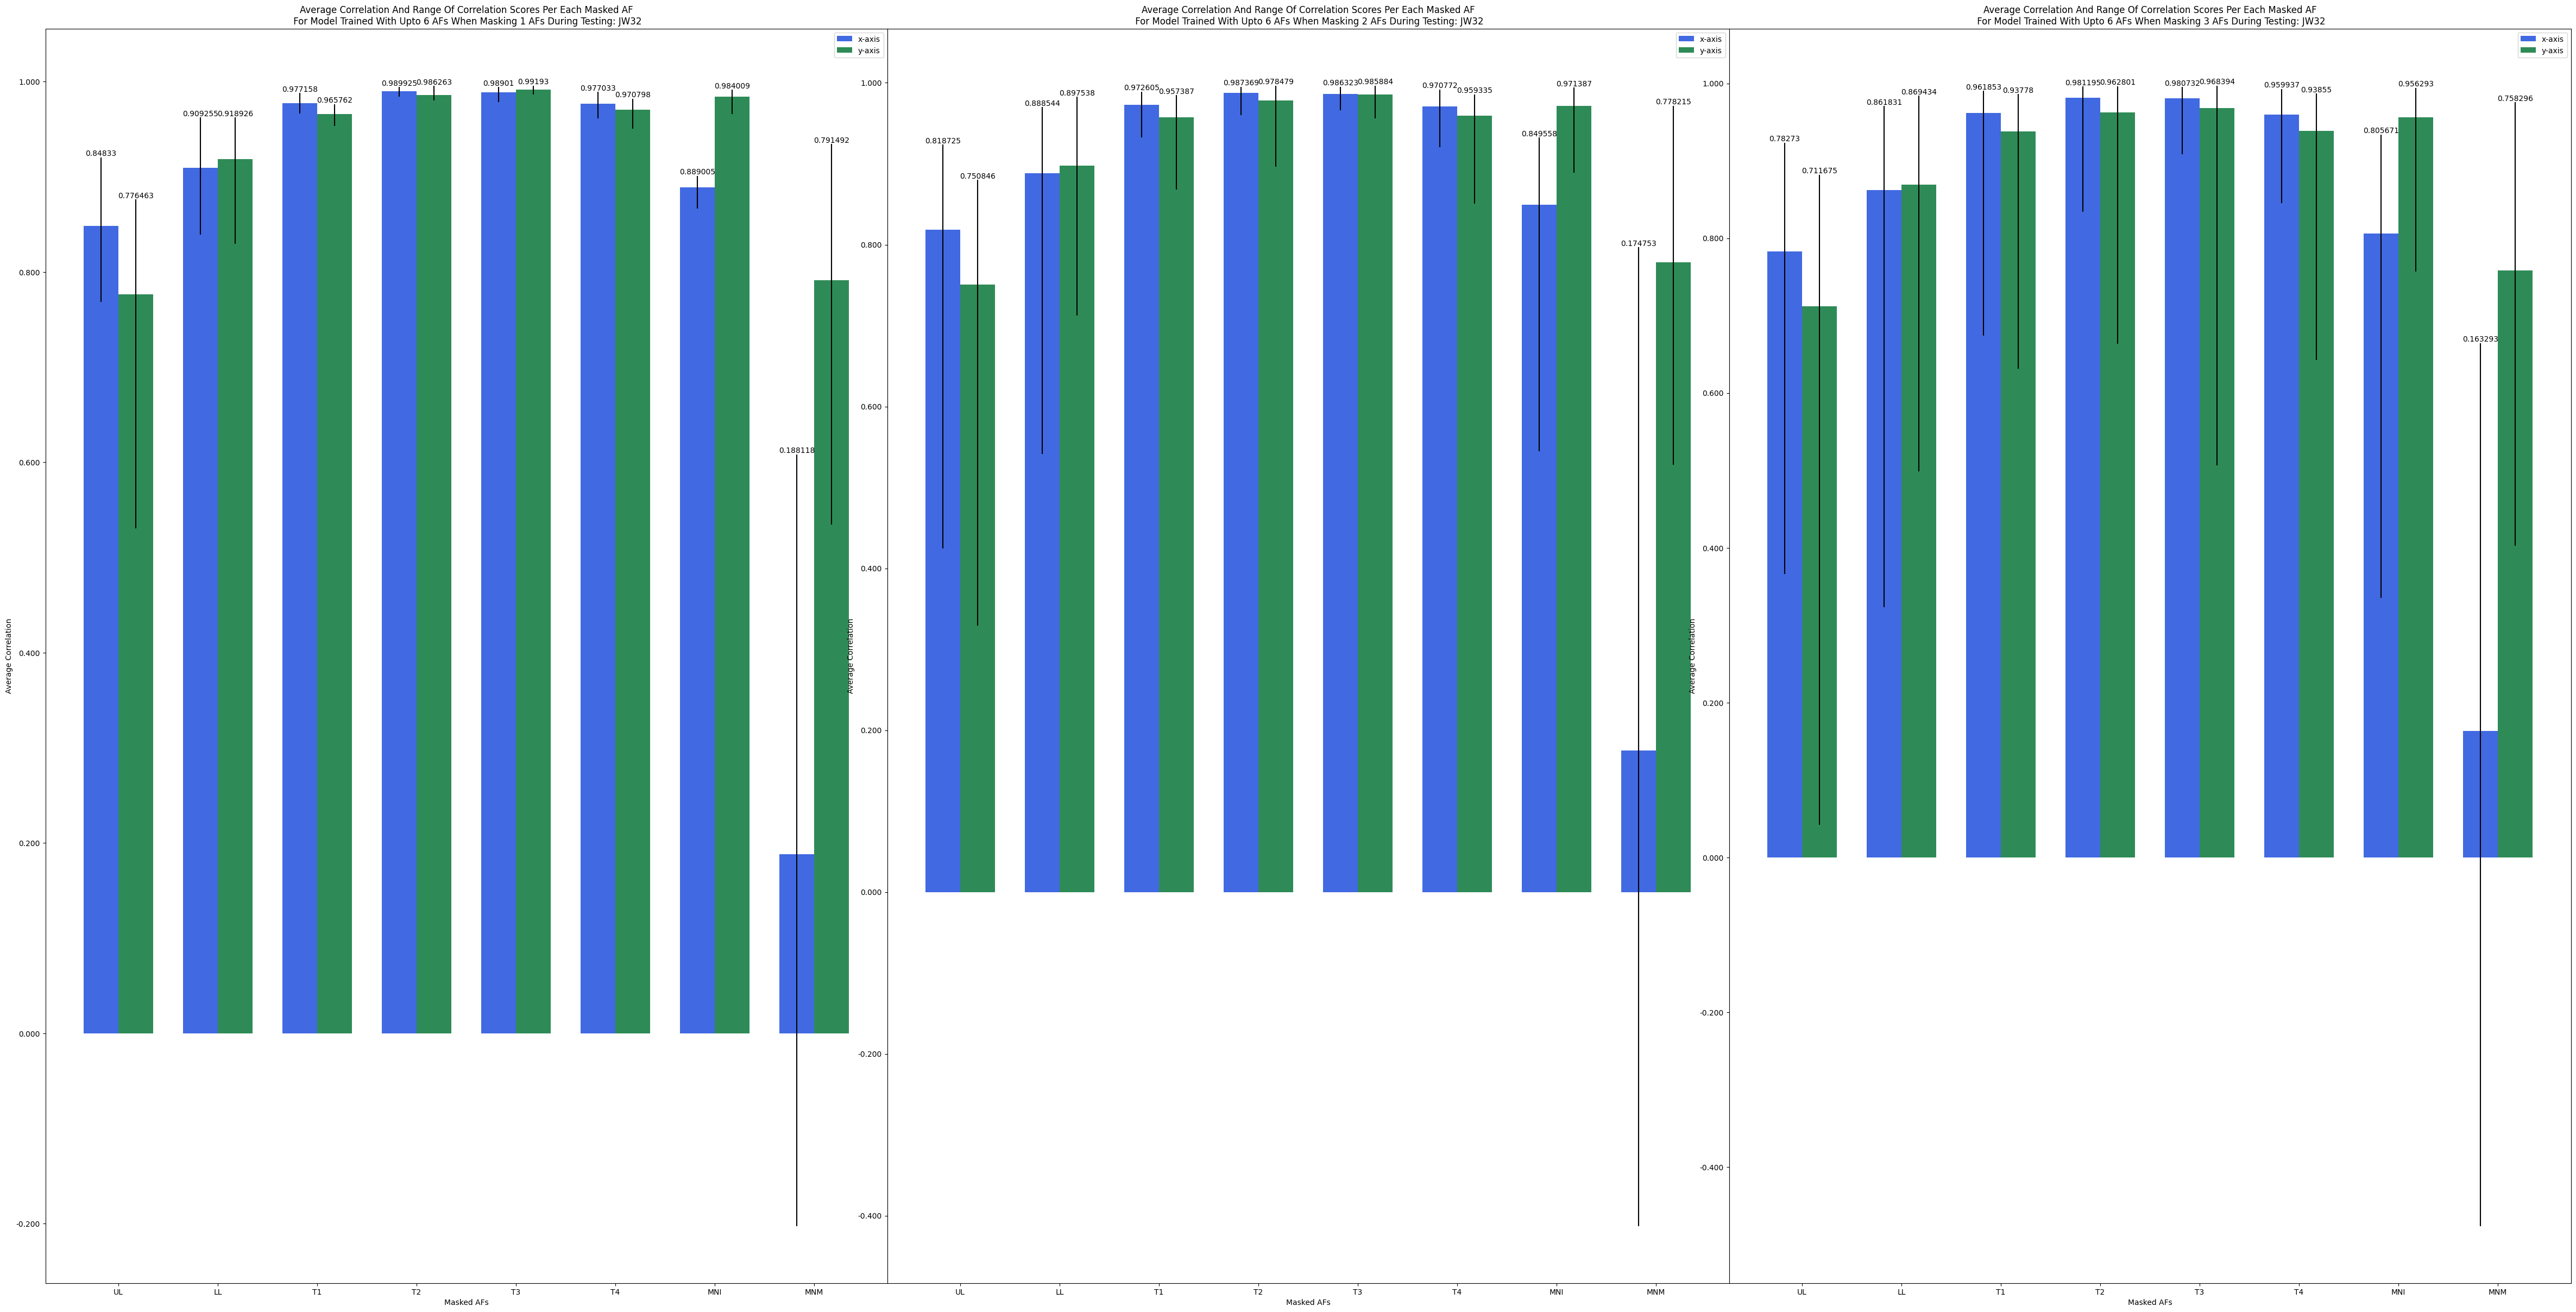 Average Correlation And Range Of Correlation Scores Per Each Masked AF
For Model Trained With Upto 6 AFs When Masking 1 AFs During Testing: JW32
x-axis
y-axis
1.000
0.800
0.600
0.400
0.200
0.000
-0.200
Average Correlation
0.84833
0.776463
0.909255
0.918926
0.977158
0.965762
0.989925
0.986263
0.98901
0.99193
0.977033
0.970798
0.889005
0.984009
0.188118
0.791492
UL
LL
T1
T2
T3
T4
MNI
MNM
Masked AFs
Average Correlation And Range Of Correlation Scores Per Each Masked AF
For Model Trained With Upto 6 AFs When Masking 2 AFs During Testing: JW32
x-axis
y-axis
1.000
0.800
0.600
0.400
0.200
0.000
-0.200
-0.400
Average Correlation
0.818725
0.750846
0.888544
0.897538
0.972605
0.957387
0.987369
0.978479
0.986323
0.985884
0.970772
0.959335
0.849558
0.971387
0.174753
0.778215
UL
LL
T1
T2
T3
T4
MNI
MNM
Masked AFs
Average Correlation And Range Of Correlation Scores Per Each Masked AF
For Model Trained With Upto 6 AFs When Masking 3 AFs During Testing: JW32
x-axis
y-axis
1.000
0.800
0.600
0.400
0.200
0.000
-0.200
-0.400
Average Correlation
0.78273
0.711675
0.861831
0.869434
0.961853
0.93778
0.981195
0.962801
0.980732
0.968394
0.959937
0.93855
0.805671
0.956293
0.163293
0.758296
UL
LL
T1
T2
T3
T4
MNI
MNM
Masked AFs